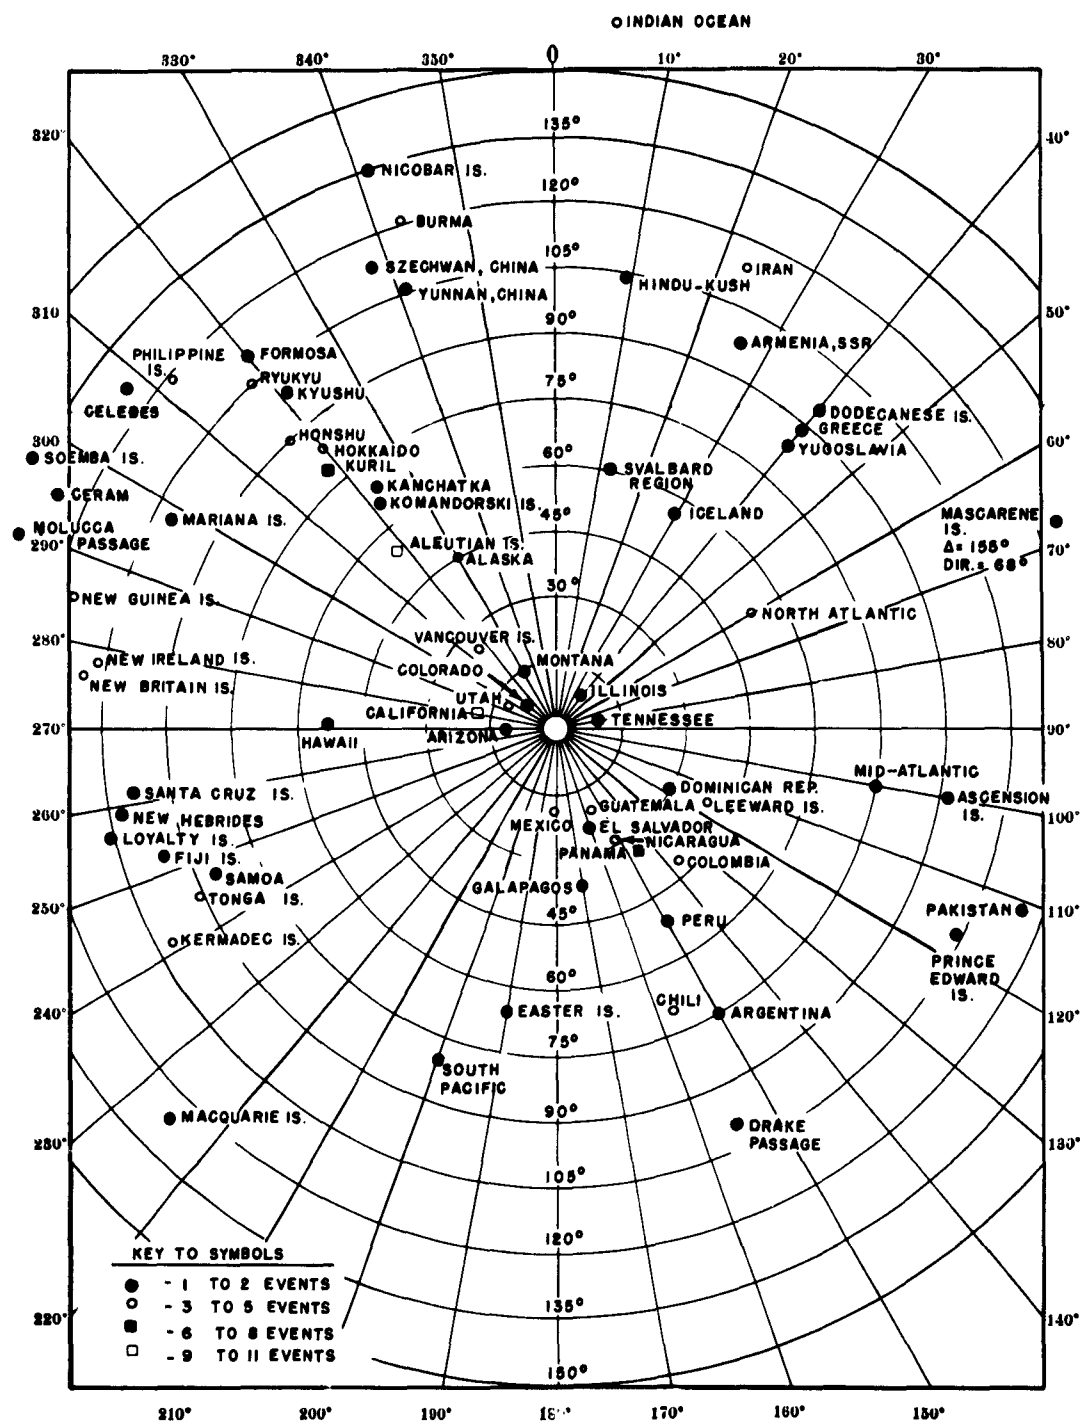 INDIAN OCEAN
330° 340° 350° 0 10° 20° 30°
320° 40°
135°
NICOBAR IS.
120°
BURMA
105°
SZECHWAN, CHINA
IRAN
HINDU-KUSH
YUNNAN, CHINA
310 50°
90°
ARMENIA, SSR
PHILIPPINE
IS.
FORMOSA
RYUKYU
KYUSHU
75°
CELEBES
DODECANESE IS.
GREECE
YUGOSLAVIA
300 60°
HONSHU
HOKKAIDO
KURIL
SOEMBA IS.
60°
SVALBARD
REGION
KAMCHATKA
KOMANDORSKI IS.
CERAM
MARIANA IS.
45°
ICELAND
MASCARENE
IS.
Δ= 155°
DIR.= 68°
MOLUCCA
PASSAGE
290° 70°
ALEUTIAN IS.
ALASKA
30°
NEW GUINEA IS.
NORTH ATLANTIC
280° 80°
VANCOUVER IS.
MONTANA
COLORADO
NEW IRELAND IS.
NEW BRITAIN IS.
UTAH
ILLINOIS
CALIFORNIA
TENNESSEE
270° 90°
HAWAII
ARIZONA
MID-ATLANTIC
SANTA CRUZ IS.
DOMINICAN REP.
ASCENSION
IS.
GUATEMALA LEEWARD IS.
260° 100°
NEW HEBRIDES
MEXICO
EL SALVADOR
LOYALTY IS.
NICARAGUA
PANAMA
FIJI IS.
COLOMBIA
SAMOA
GALAPAGOS
TONGA IS.
250° 110°
45°
PERU
PAKISTAN
KERMADEC IS.
PRINCE
EDWARD
IS.
60°
CHILI
EASTER IS.
ARGENTINA
240° 120°
75°
SOUTH
PACIFIC
90°
MACQUARIE IS.
DRAKE
PASSAGE
230° 130°
105°
120°
KEY TO SYMBOLS
- 1 TO 2 EVENTS
- 3 TO 5 EVENTS
- 6 TO 8 EVENTS
- 9 TO 11 EVENTS
135°
220° 140°
150°
210° 200° 190° 170° 160° 150°